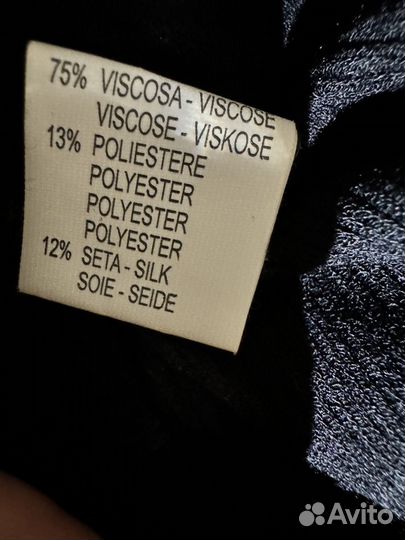 75% VISCOSA - VISCOSE
VISCOSE - VISKOSE
13% POLIESTERE
POLYESTER
POLYESTER
POLYESTER
12% SETA - SILK
SOIE - SEIDE
Avito